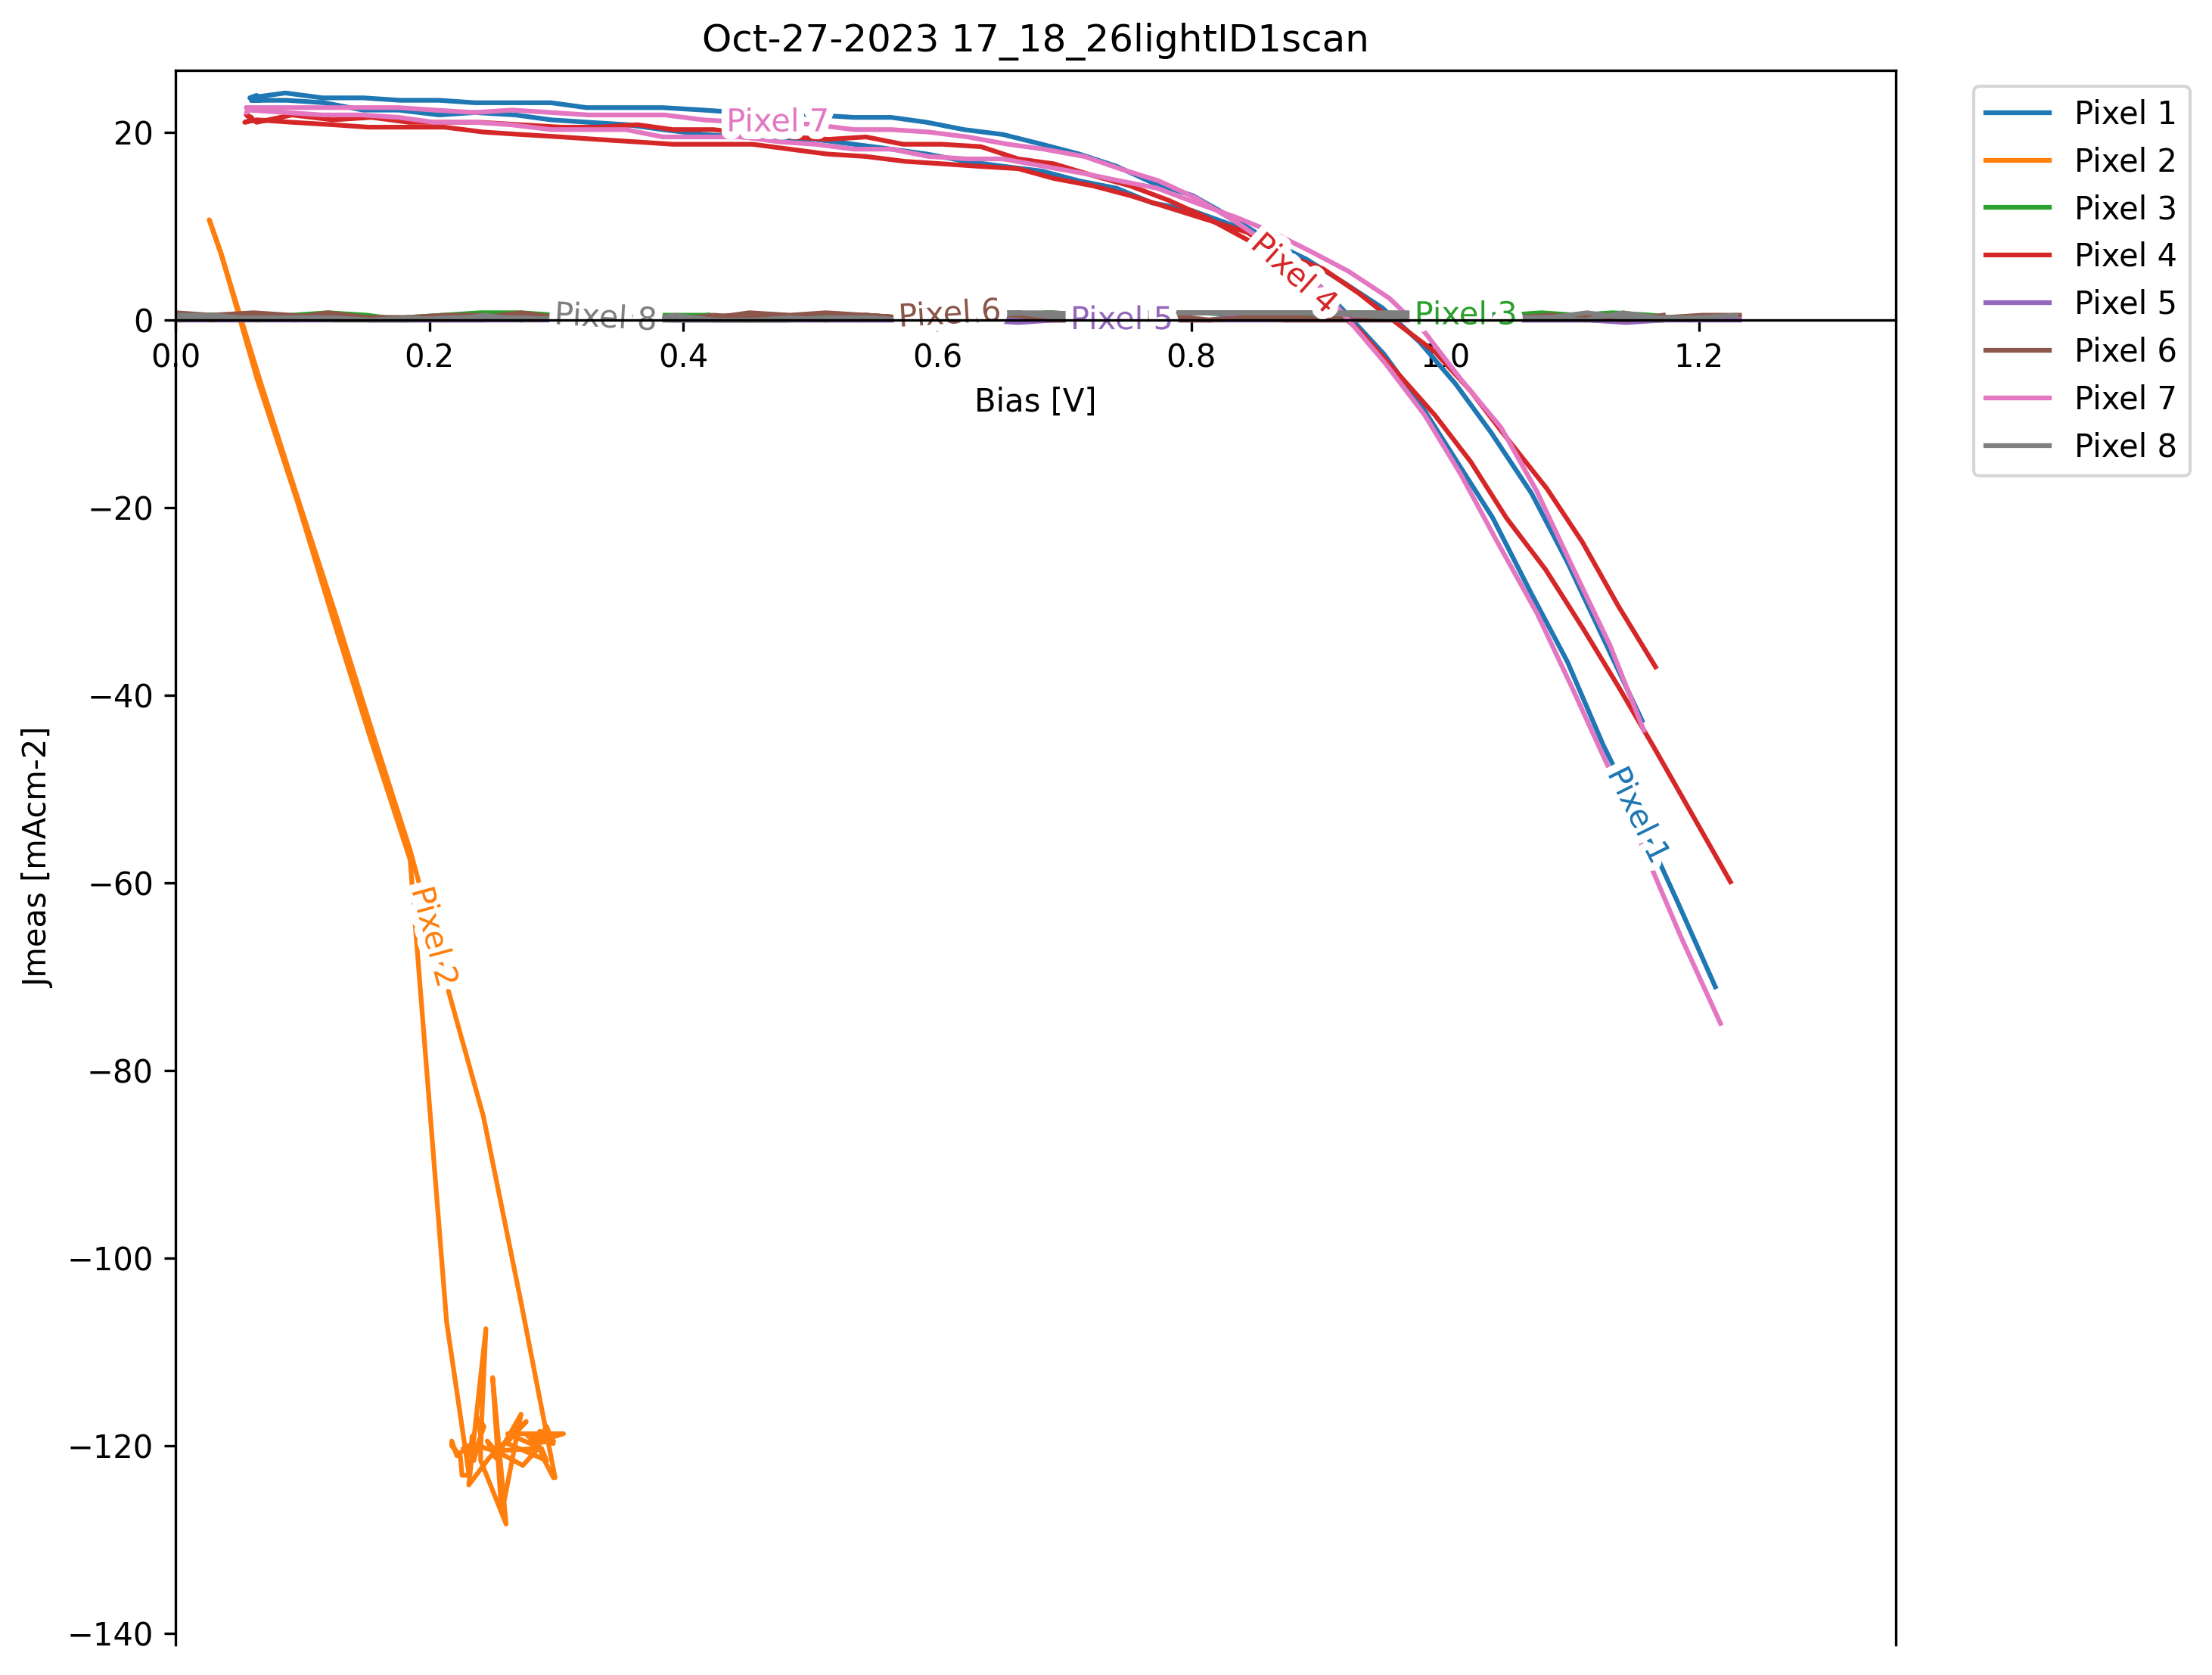 Oct-27-2023 17_18_26lightID1scan
Pixel 1
Pixel 2
Pixel 3
Pixel 4
Pixel 5
Pixel 6
Pixel 7
Pixel 8
Pixel 7
Pixel 4
Pixel 8
Pixel 6
Pixel 5
Pixel 3
Pixel 1
Pixel 2
20
0
−20
−40
−60
−80
−100
−120
−140
0.0 0.2 0.4 0.6 0.8 1.0 1.2
Bias [V]
Jmeas [mAcm-2]